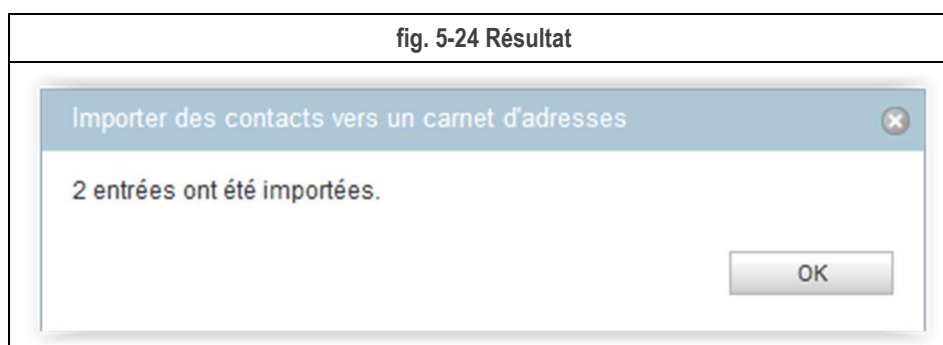 fig. 5-24 Résultat
Importer des contacts vers un carnet d'adresses
2 entrées ont été importées.
OK